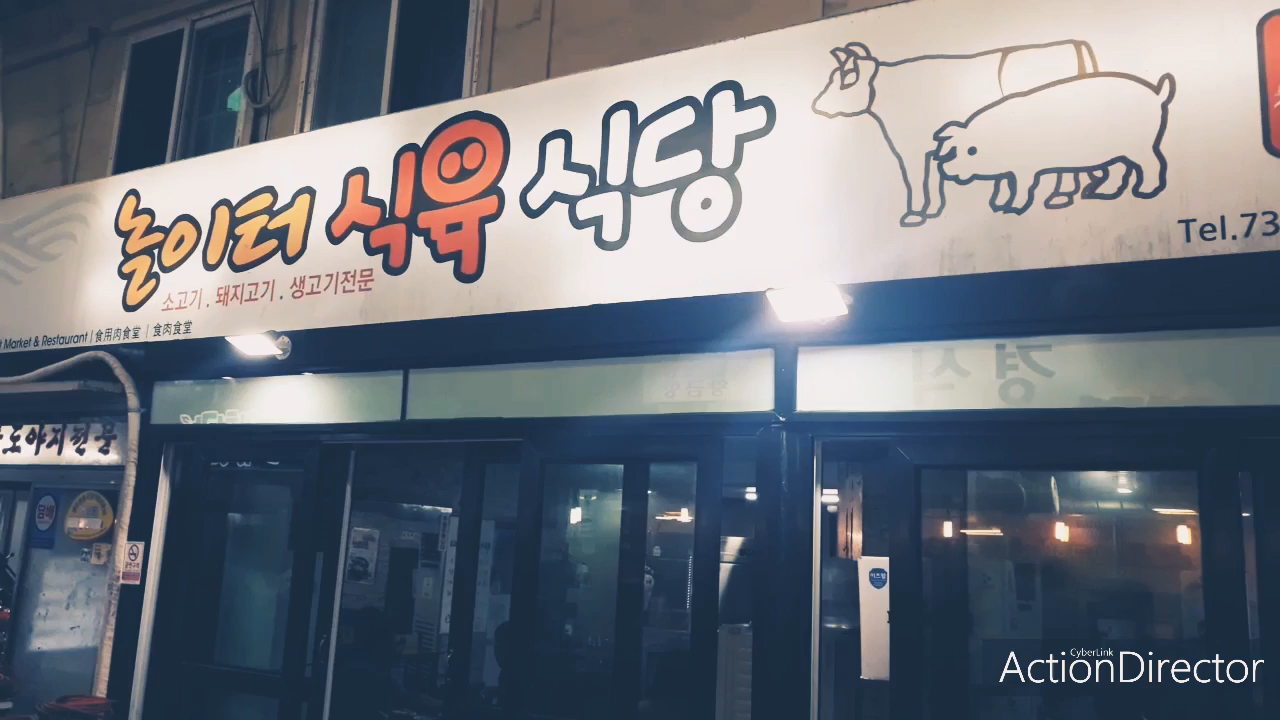 놀이터 식육 식당
소고기 . 돼지고기 . 생고기전문
Market & Restaurant | 食用肉食堂 | 食肉食堂
Tel.73
도야지전문
담배
CyberLink
ActionDirector